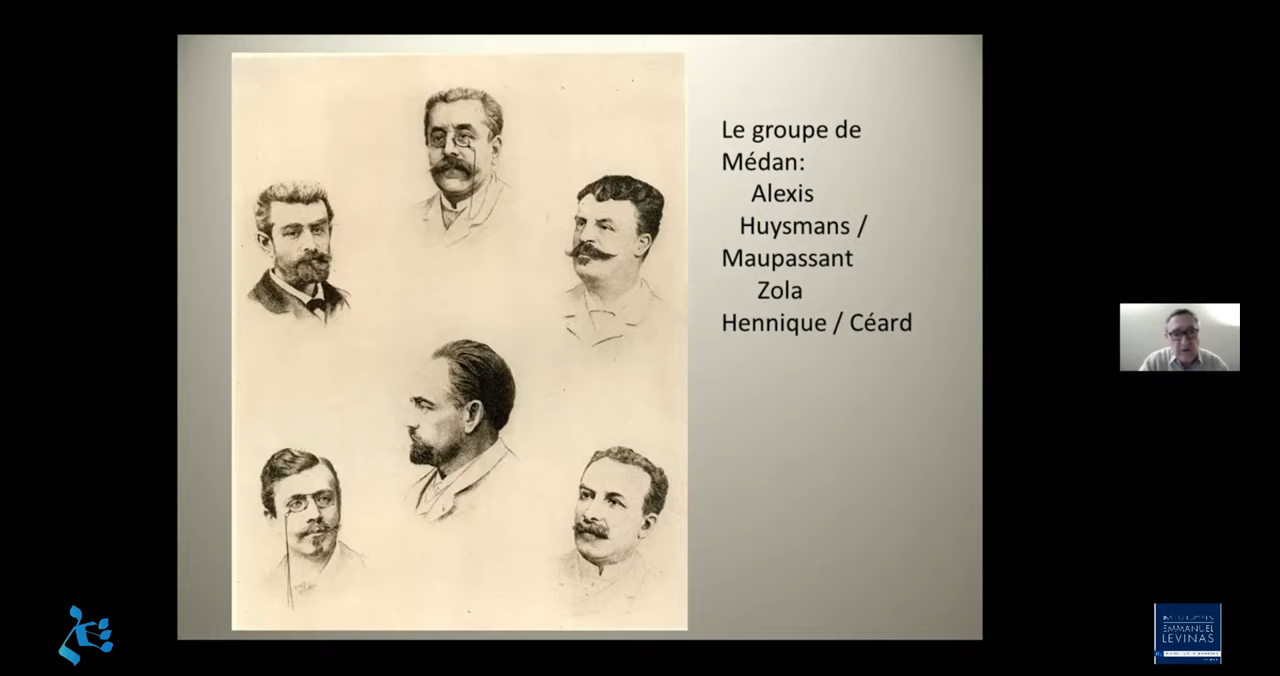 Le groupe de
Médan:
Alexis
Huysmans /
Maupassant
Zola
Hennique / Céard
EMMANUEL
LEVINAS